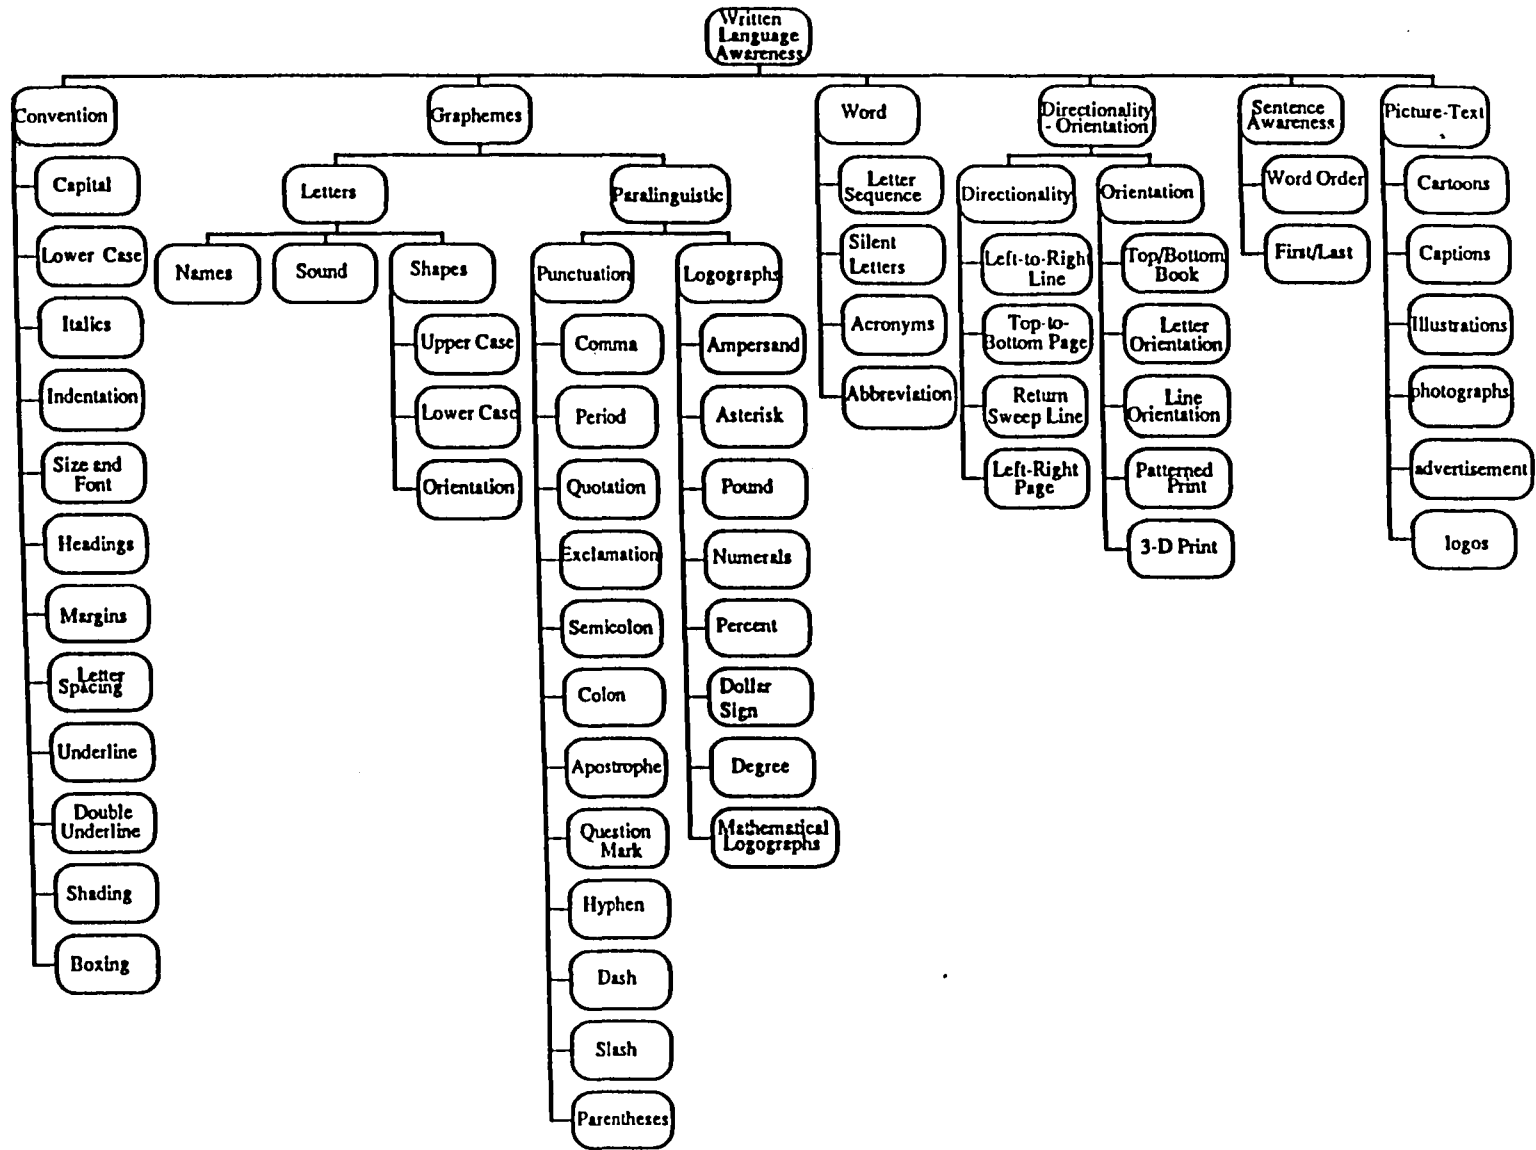 Written
Language
Awareness
Convention
Capital
Lower Case
Italics
Indentation
Size and
Font
Headings
Margins
Letter
Spacing
Underline
Double
Underline
Shading
Boxing
Graphemes
Letters
Names
Sound
Shapes
Upper Case
Lower Case
Orientation
Paralinguistic
Punctuation
Comma
Period
Quotation
Exclamation
Semicolon
Colon
Apostrophe
Question
Mark
Hyphen
Dash
Slash
Parentheses
Logographs
Ampersand
Asterisk
Pound
Numerals
Percent
Dollar
Sign
Degree
Mathematical
Logographs
Word
Letter
Sequence
Silent
Letters
Acronyms
Abbreviation
Directionality
- Orientation
Directionality
Left-to-Right
Line
Top-to-
Bottom Page
Return
Sweep Line
Left-Right
Page
Orientation
Top/Bottom
Book
Letter
Orientation
Line
Orientation
Patterned
Print
3-D Print
Sentence
Awareness
Word Order
First/Last
Picture-Text
Cartoons
Captions
Illustrations
photographs
advertisement
logos